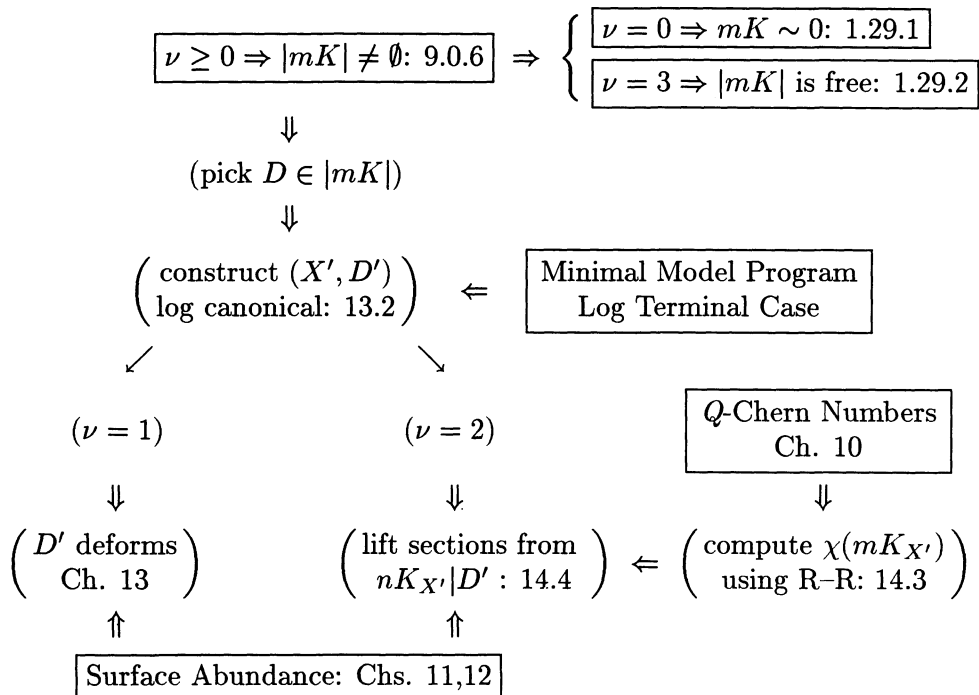 ν ≥ 0 ⇒ |mK| ≠ ∅: 9.0.6 ⇒ { ν = 0 ⇒ mK ∼ 0: 1.29.1
ν = 3 ⇒ |mK| is free: 1.29.2
⇓
(pick D ∈ |mK|)
⇓
construct (X′, D′)
log canonical: 13.2
⇐
Minimal Model Program
Log Terminal Case
↙ ↘
(ν = 1)
(ν = 2)
Q-Chern Numbers
Ch. 10
⇓ ⇓ ⇓
D′ deforms
Ch. 13
lift sections from
nK_{X′}|D′ : 14.4
⇐
compute χ(mK_{X′})
using R–R: 14.3
⇑ ⇑
Surface Abundance: Chs. 11,12